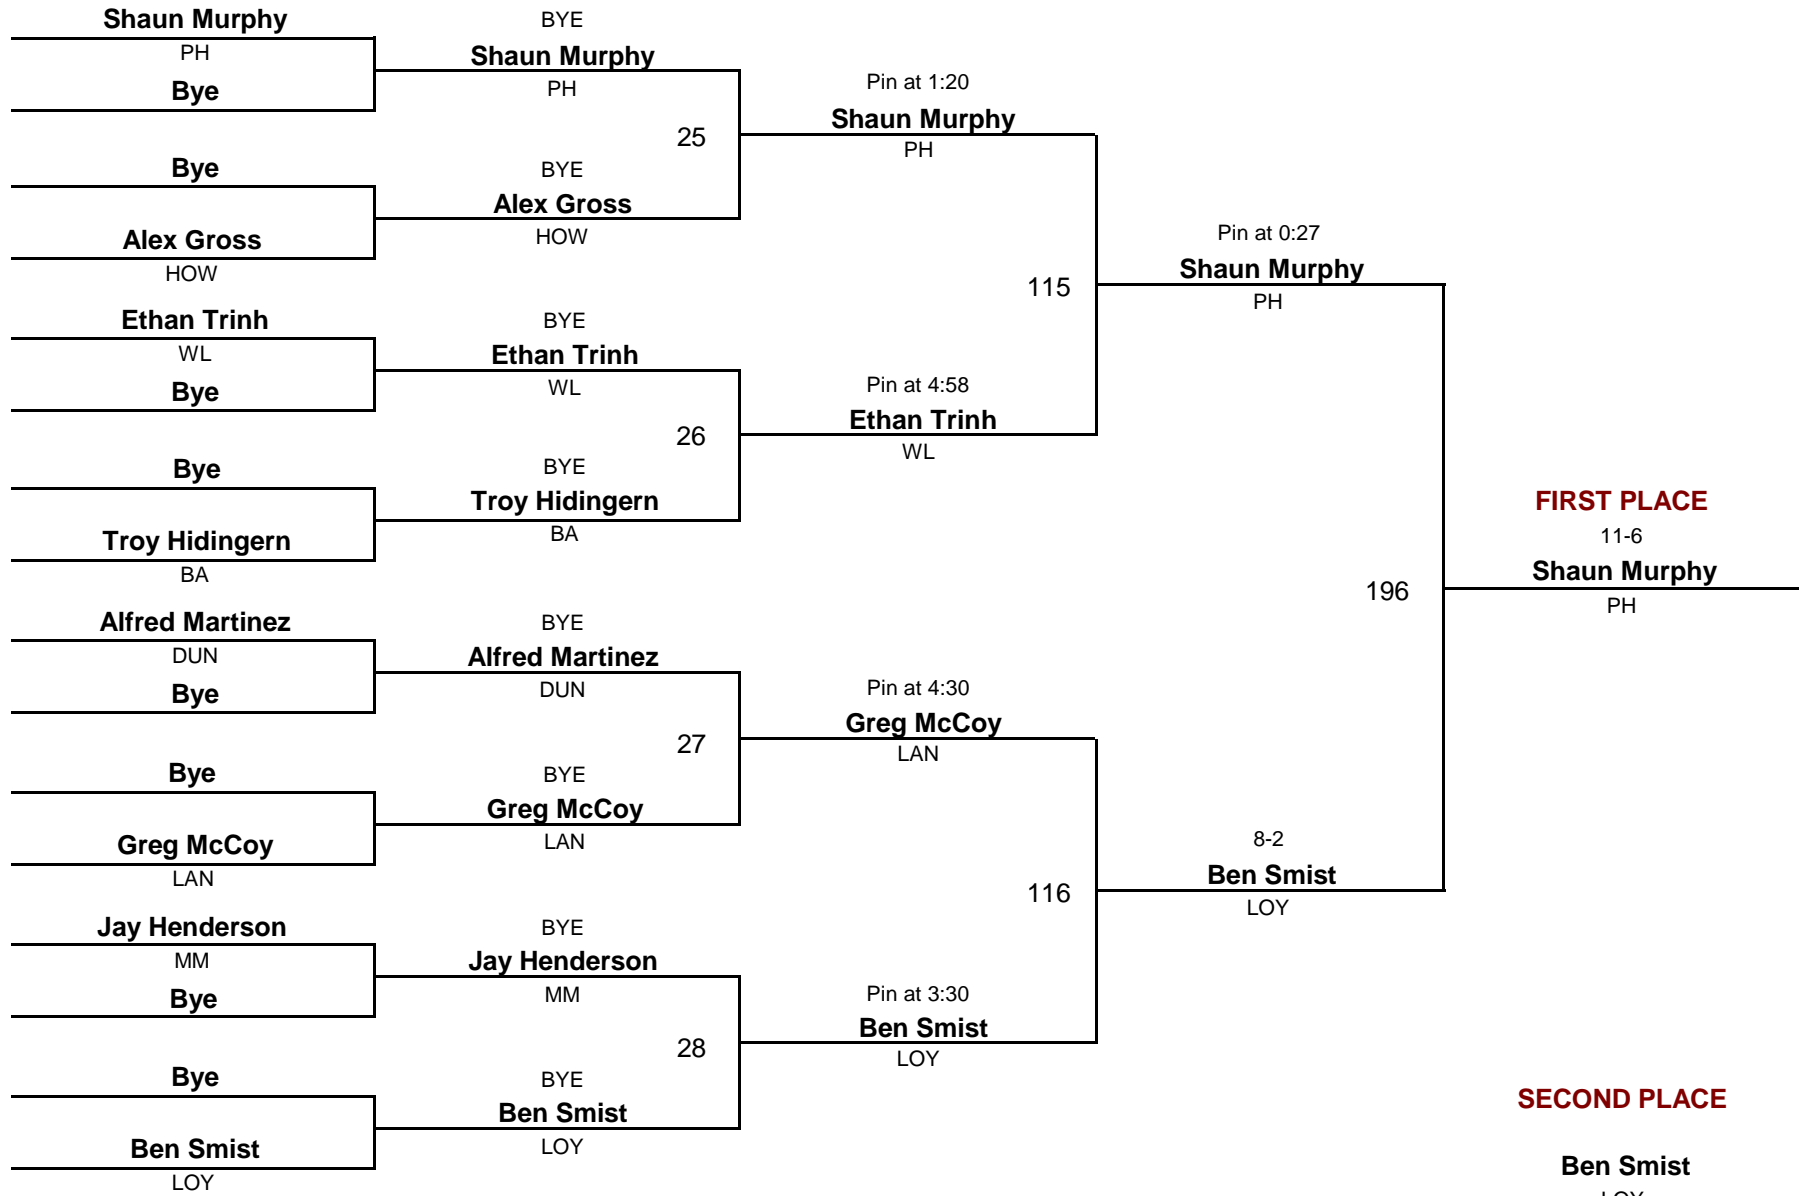 Shaun Murphy
PH
Bye
Bye
Alex Gross
HOW
Ethan Trinh
WL
Bye
Bye
Troy Hidingern
BA
Alfred Martinez
DUN
Bye
Bye
Greg McCoy
LAN
Jay Henderson
MM
Bye
Bye
Ben Smist
LOY
BYE
Shaun Murphy
PH
25
BYE
Alex Gross
HOW
BYE
Ethan Trinh
WL
26
BYE
Troy Hidingern
BA
BYE
Alfred Martinez
DUN
27
BYE
Greg McCoy
LAN
BYE
Jay Henderson
MM
28
BYE
Ben Smist
LOY
Pin at 1:20
Shaun Murphy
PH
115
Pin at 4:58
Ethan Trinh
WL
Pin at 4:30
Greg McCoy
LAN
116
Pin at 3:30
Ben Smist
LOY
Pin at 0:27
Shaun Murphy
PH
196
8-2
Ben Smist
LOY
FIRST PLACE
11-6
Shaun Murphy
PH
SECOND PLACE
Ben Smist
LOY